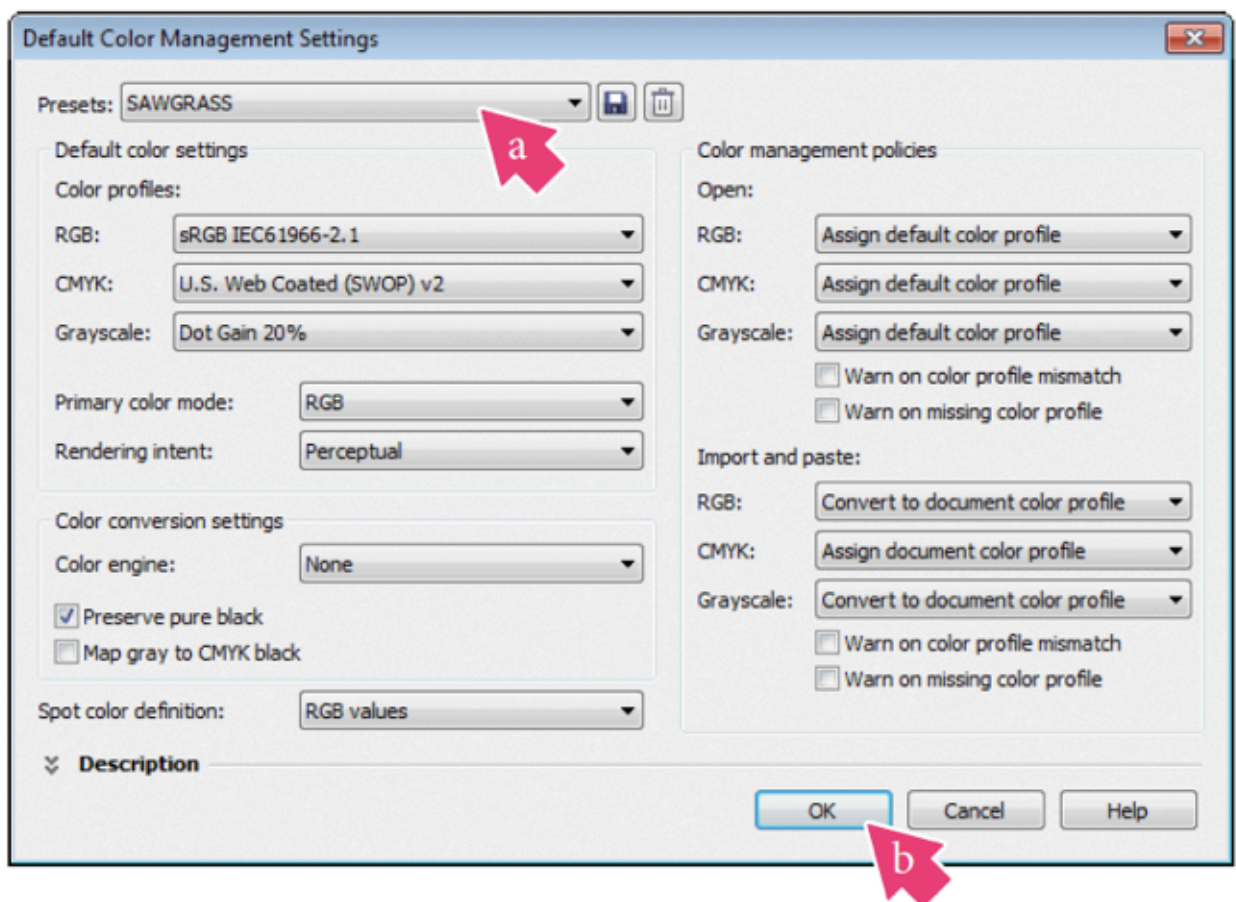 Default Color Management Settings
Presets: SAWGRASS
a
Default color settings
Color profiles:
RGB: sRGB IEC61966-2.1
CMYK: U.S. Web Coated (SWOP) v2
Grayscale: Dot Gain 20%
Primary color mode: RGB
Rendering intent: Perceptual
Color conversion settings
Color engine: None
Preserve pure black
Map gray to CMYK black
Spot color definition: RGB values
Color management policies
Open:
RGB: Assign default color profile
CMYK: Assign default color profile
Grayscale: Assign default color profile
Warn on color profile mismatch
Warn on missing color profile
Import and paste:
RGB: Convert to document color profile
CMYK: Assign document color profile
Grayscale: Convert to document color profile
Warn on color profile mismatch
Warn on missing color profile
Description
OK Cancel Help
b